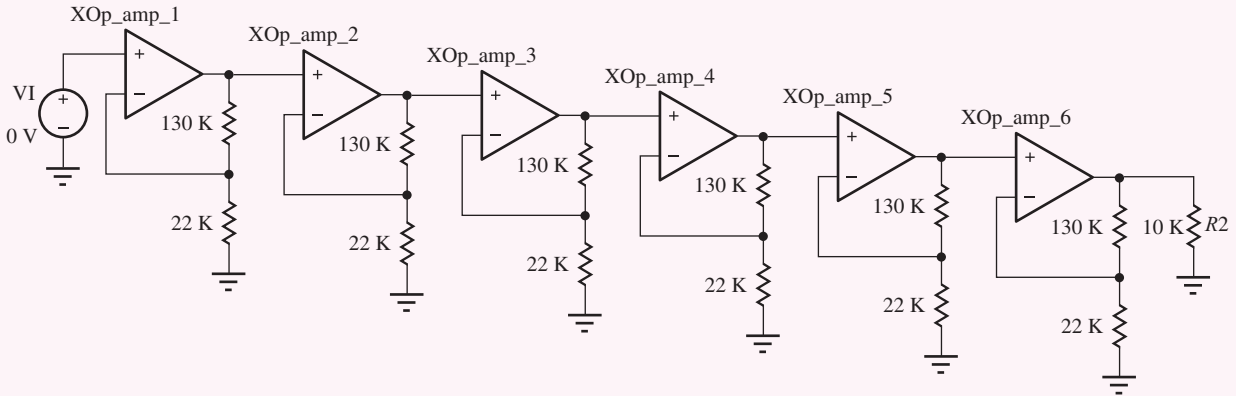 XOp_amp_1
XOp_amp_2
XOp_amp_3
XOp_amp_4
XOp_amp_5
XOp_amp_6
VI
0 V
+
−
+
−
130 K
22 K
+
−
130 K
22 K
+
−
130 K
22 K
+
−
130 K
22 K
+
−
130 K
22 K
+
−
130 K
22 K
10 K R2